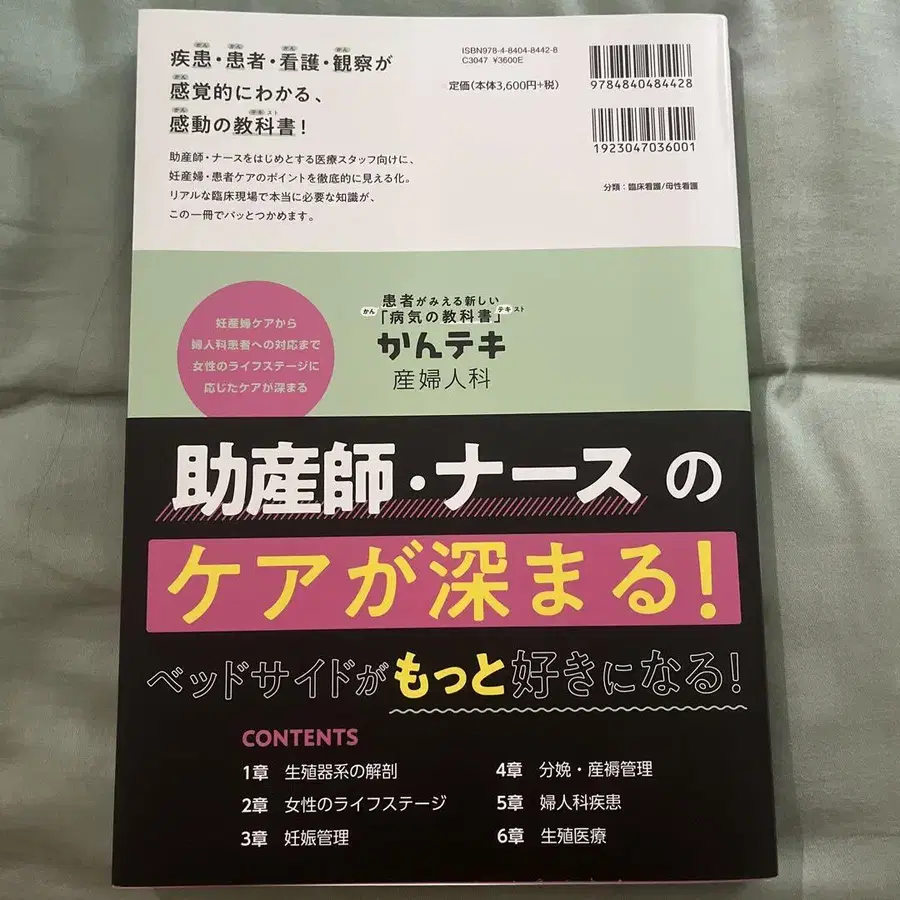 疾患・患者・看護・観察が
感覚的にわかる、
感動の教科書！
助産師・ナースをはじめとする医療スタッフ向けに、
妊産婦・患者ケアのポイントを徹底的に見える化。
リアルな臨床現場で本当に必要な知識が、
この一冊でパッとつかめます。
ISBN978-4-8404-8442-8
C3047 ¥3600E
定価(本体3,600円+税)
9784840484428
1923047036001
分類：臨床看護/母性看護
妊産婦ケアから
婦人科患者への対応まで
女性のライフステージに
応じたケアが深まる
患者がみえる新しい
「病気の教科書」
かん テキスト
かんテキ
産婦人科
助産師・ナースの
ケアが深まる！
ベッドサイドがもっと好きになる！
CONTENTS
1章 生殖器系の解剖
2章 女性のライフステージ
3章 妊娠管理
4章 分娩・産褥管理
5章 婦人科疾患
6章 生殖医療